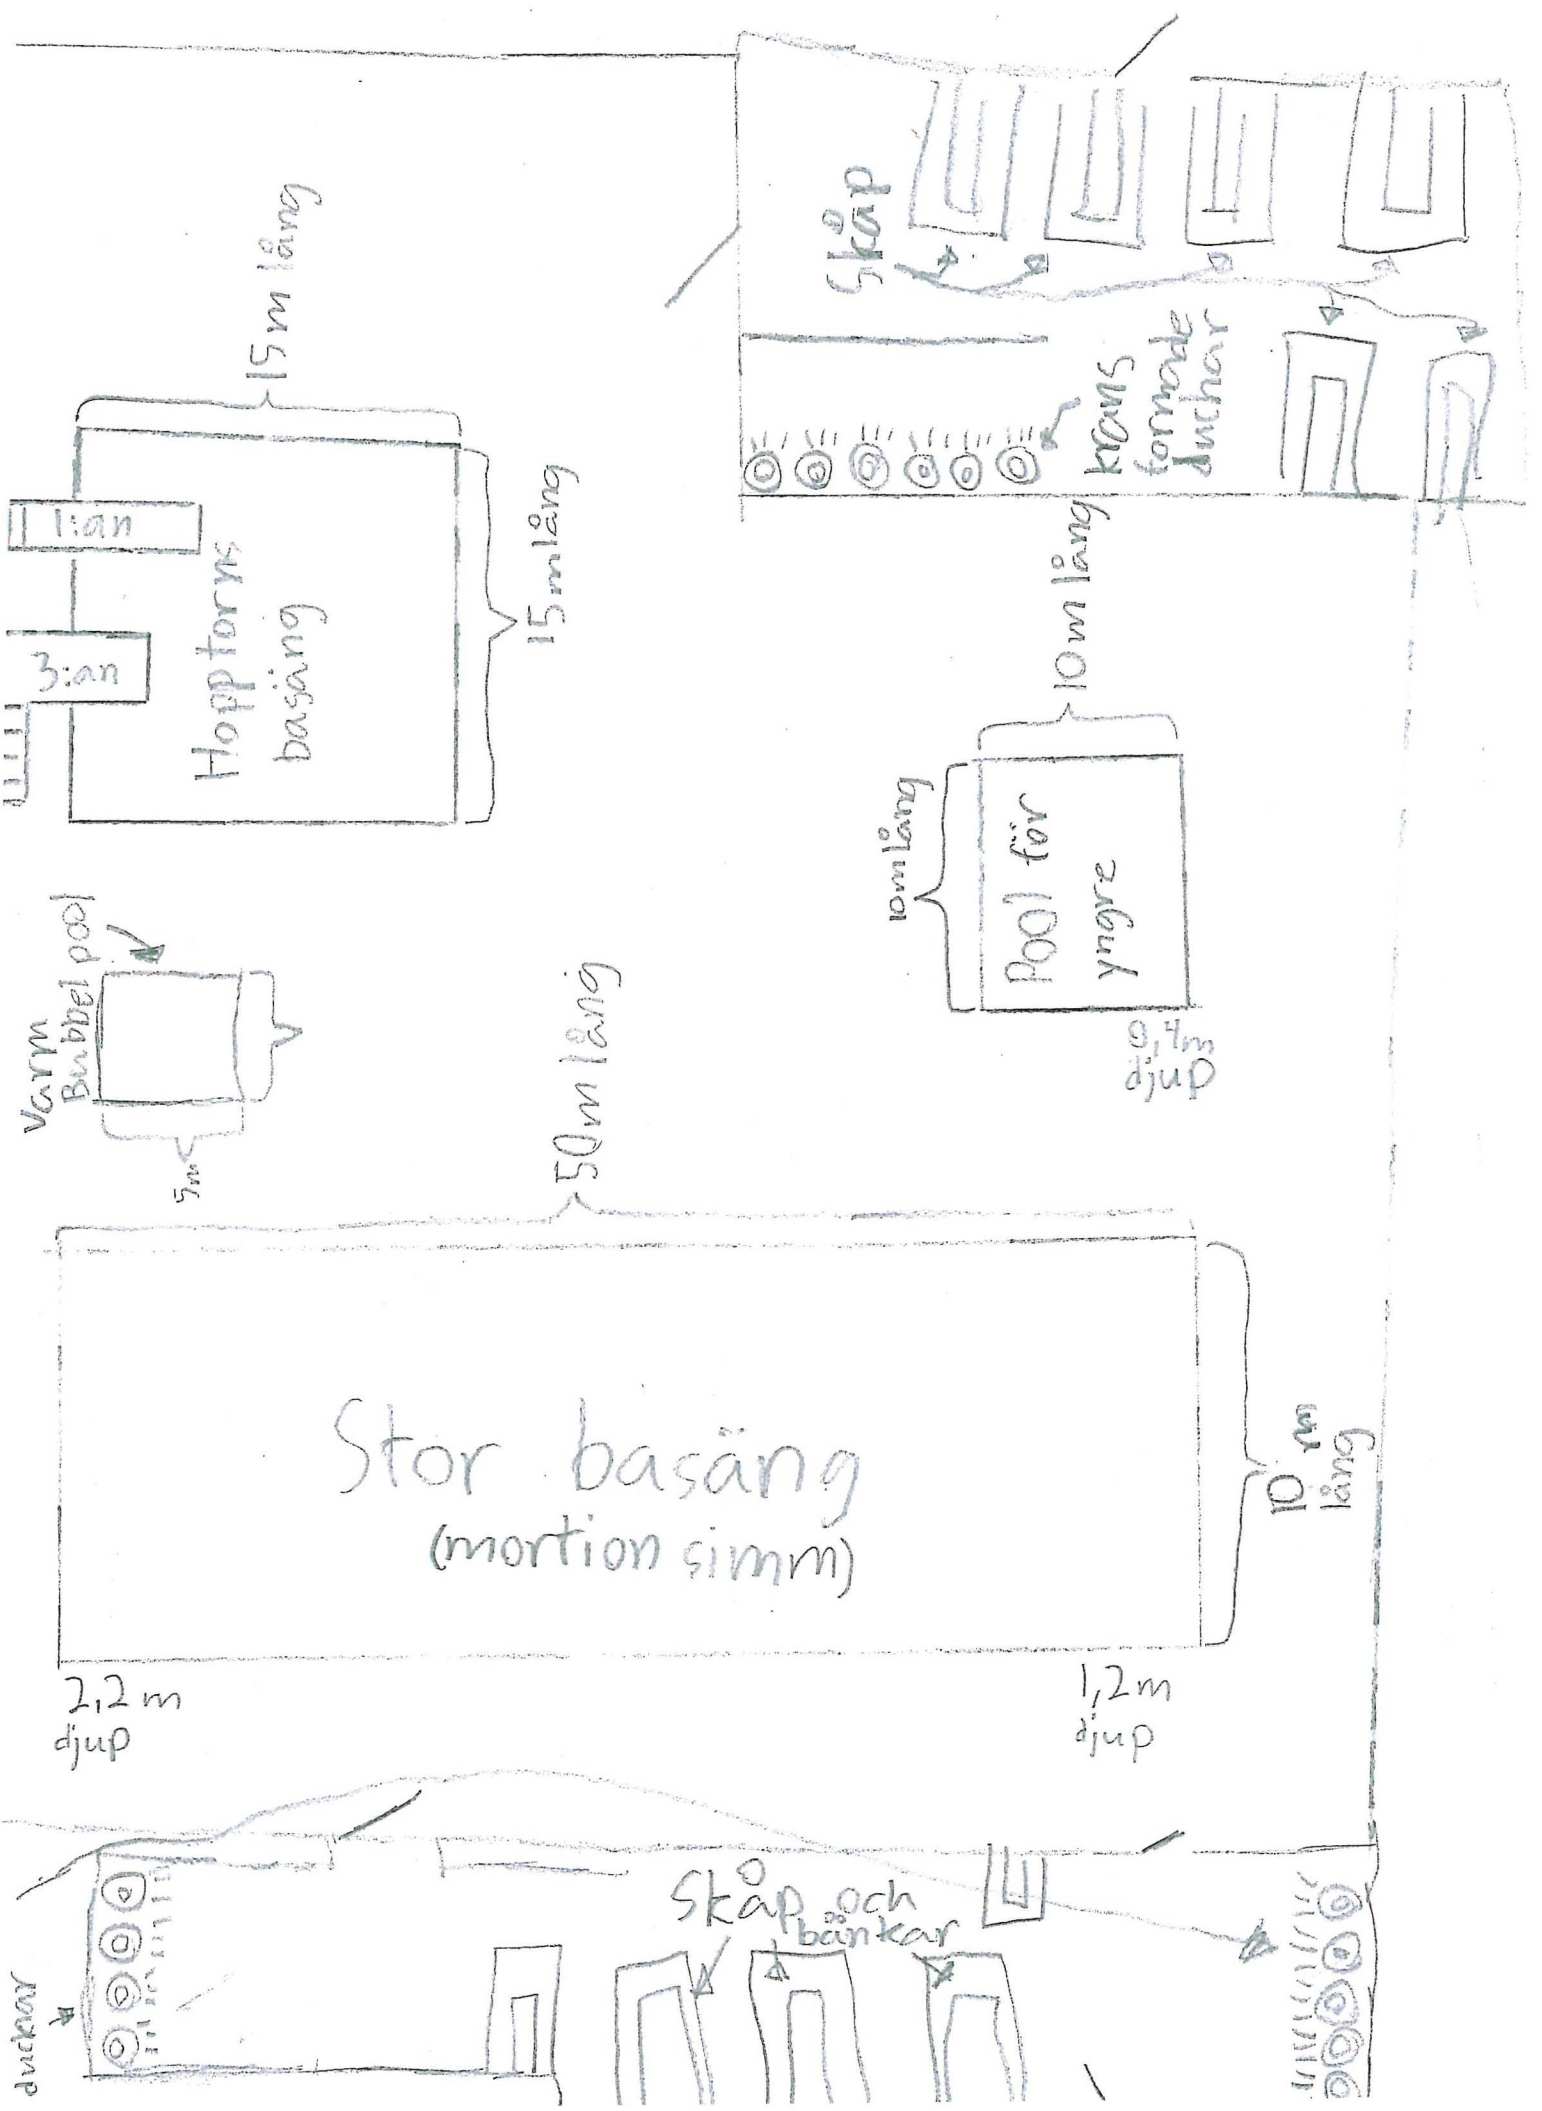 15m lång
Skåp
1:an
3:an
Hopptorns
basäng
15m lång
krans
formade
duchar
10m lång
10m lång
Pool för
yngre
0,4m
djup
Varm
Bubbel pool
5m
50m lång
Stor basäng
(mortion simm)
10 m
lång
2,2m
djup
1,2m
djup
Skåp och
bänkar
duchar